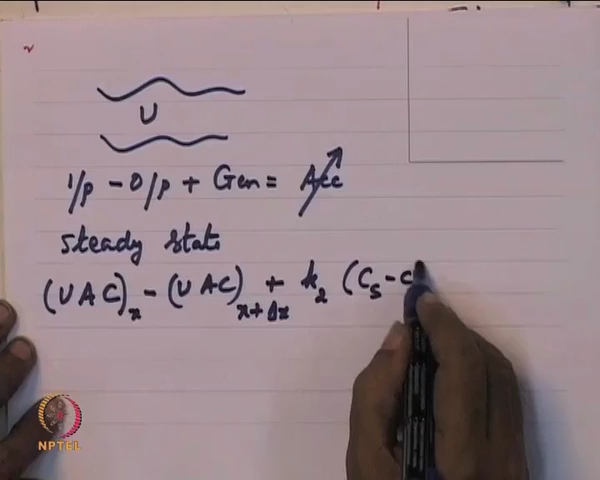 U
I/p - O/p + Gen = Acc
steady state
(UAC)x - (UAC)x+Δx + k2 (Cs-c
NPTEL